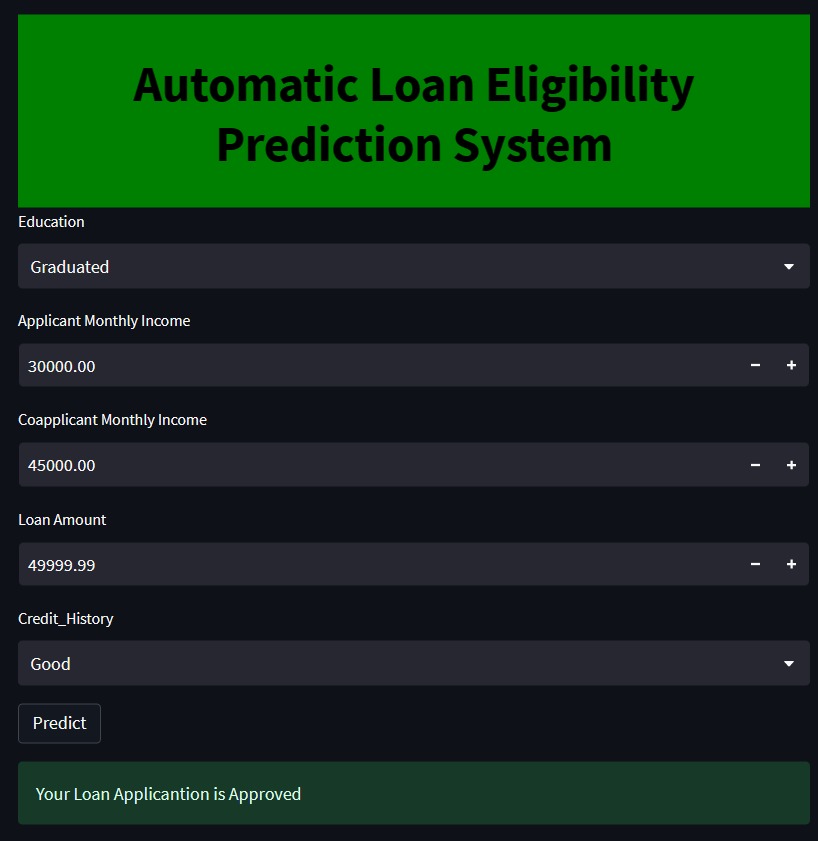 Automatic Loan Eligibility
Prediction System
Education
Graduated
Applicant Monthly Income
30000.00
Coapplicant Monthly Income
45000.00
Loan Amount
49999.99
Credit_History
Good
Predict
Your Loan Applicantion is Approved